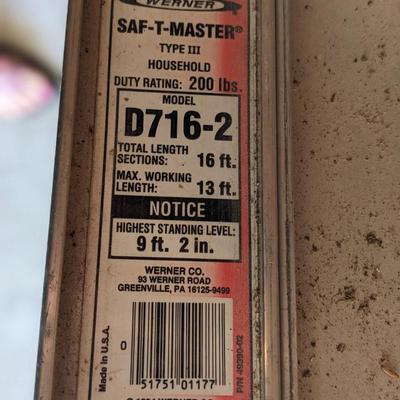 WERNER
SAF-T-MASTER®
TYPE III
HOUSEHOLD
DUTY RATING: 200 lbs.
MODEL
D716-2
TOTAL LENGTH
SECTIONS: 16 ft.
MAX. WORKING
LENGTH: 13 ft.
NOTICE
HIGHEST STANDING LEVEL:
9 ft. 2 in.
WERNER CO.
93 WERNER ROAD
GREENVILLE, PA 16125-9499
Made in U.S.A.
0
51751 01177
WERNER CO